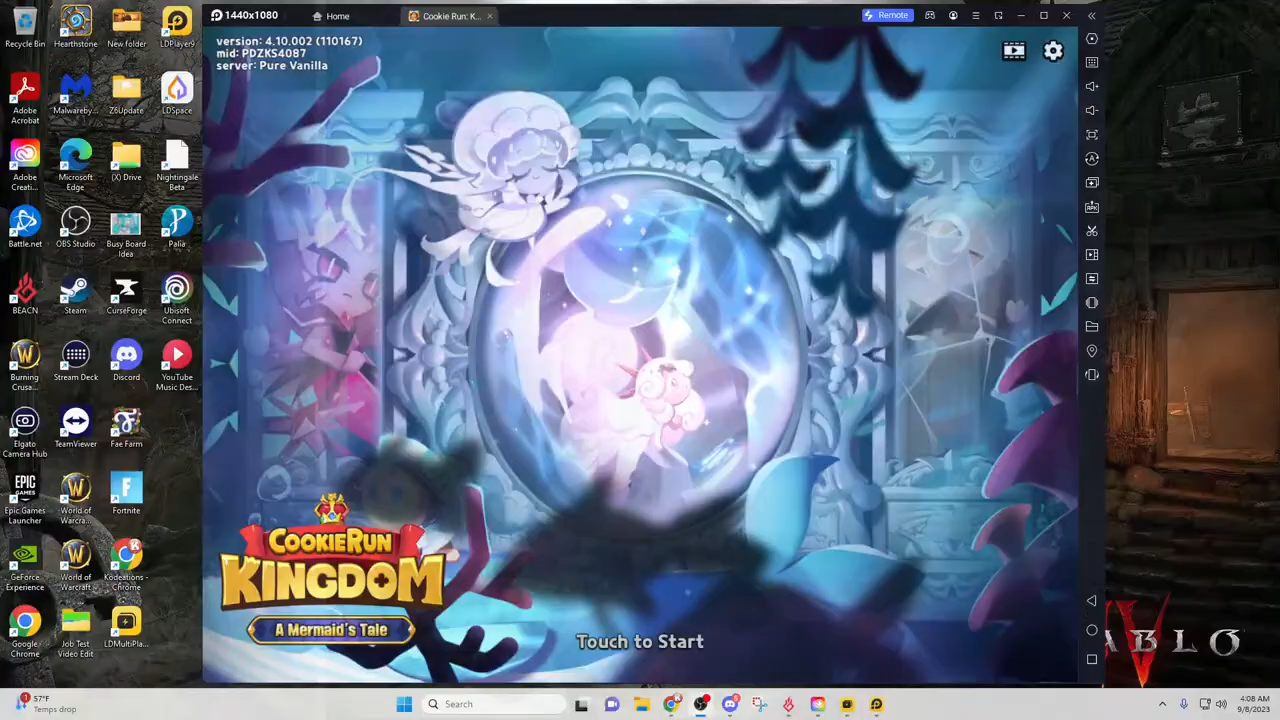 1440x1080
Home
Cookie Run: K...
Remote
version: 4.10.002 (110167)
mid: PDZKS4087
server: Pure Vanilla
Recycle Bin
Hearthstone
New folder
LDPlayer9
Adobe Acrobat
Malwareby...
Z6Update
LDSpace
Adobe Creati...
Microsoft Edge
(X) Drive
Nightingale Beta
Battle.net
OBS Studio
Busy Board Idea
Palia
BEACN
Steam
CurseForge
Ubisoft Connect
Burning Crusa...
Stream Deck
Discord
YouTube Music Des...
Elgato Camera Hub
TeamViewer
Fae Farm
Epic Games Launcher
World of Warcra...
Fortnite
GeForce Experience
World of Warcraft
Kodeations - Chrome
Google Chrome
Job Test Video Edit
LDMultiPla...
COOKIERUN
KINGDOM
A Mermaid's Tale
Touch to Start
ABLO
57°F
Temps drop
Search
4:08 AM
9/8/2023